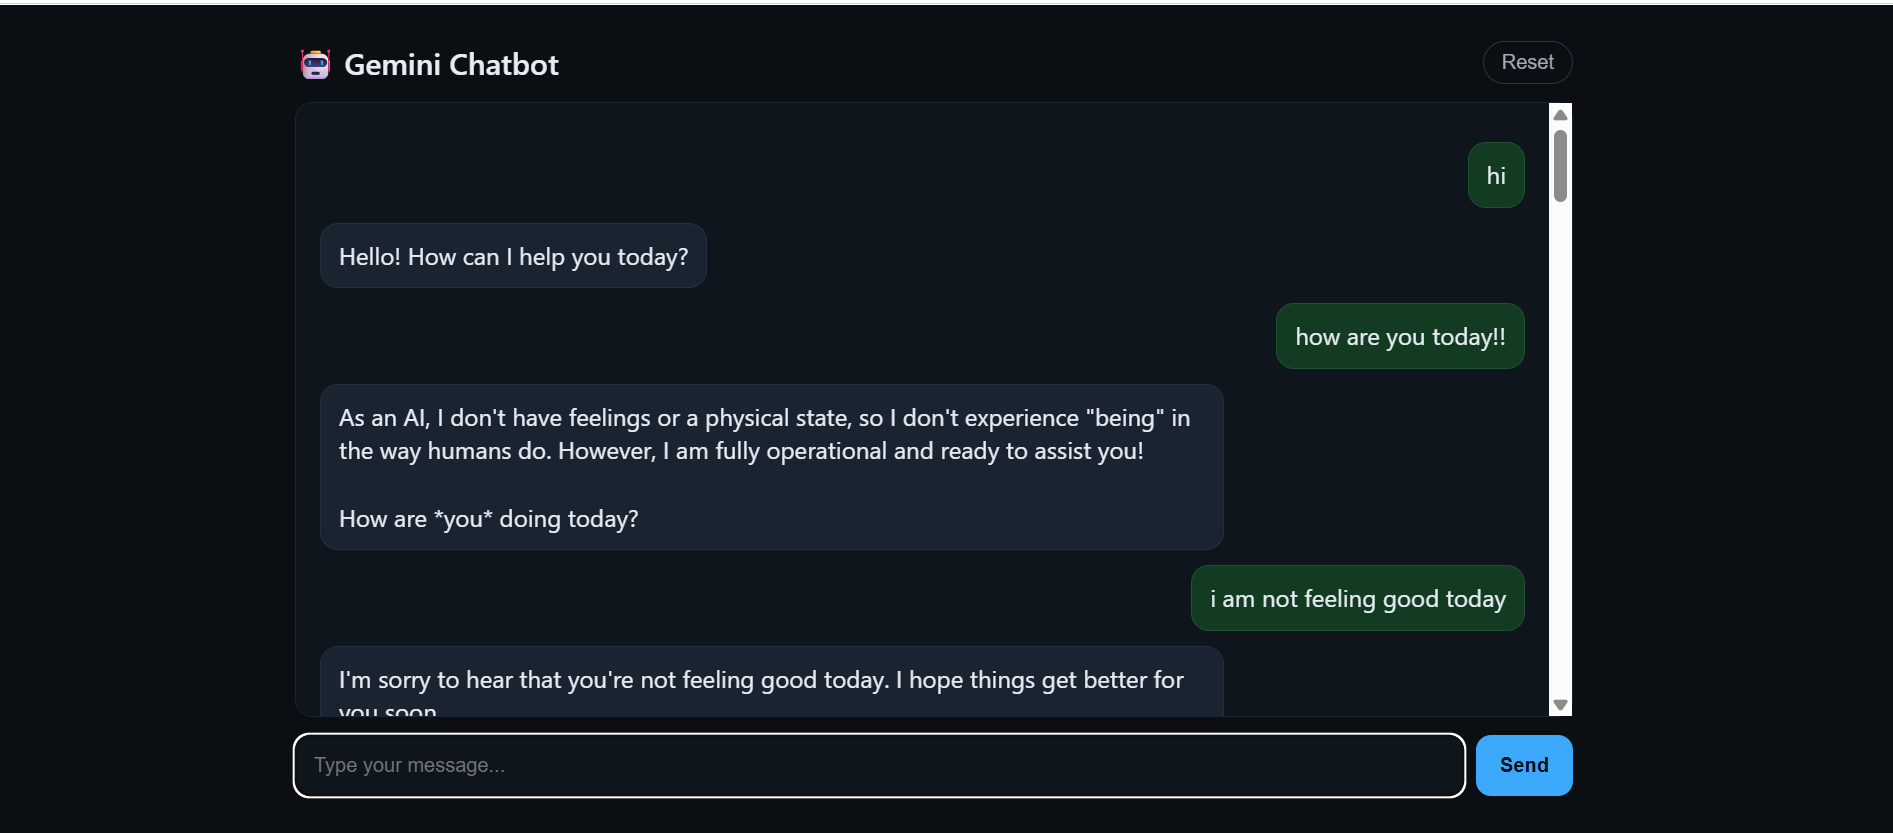 Gemini Chatbot
Reset
hi
Hello! How can I help you today?
how are you today!!
As an AI, I don't have feelings or a physical state, so I don't experience "being" in
the way humans do. However, I am fully operational and ready to assist you!
How are *you* doing today?
i am not feeling good today
I'm sorry to hear that you're not feeling good today. I hope things get better for
you soon
Type your message...
Send